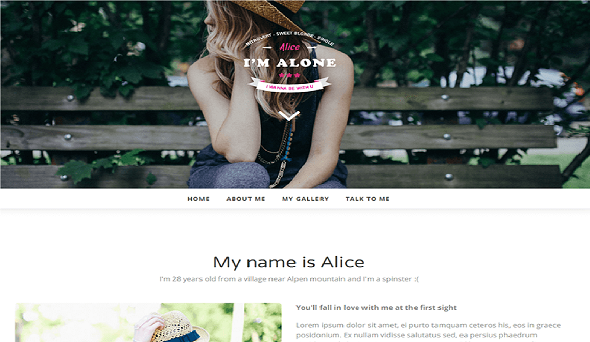 SWEET BLONDE
Alice
I'M ALONE
I WANNA BE WITH U
HOME ABOUT ME MY GALLERY TALK TO ME
My name is Alice
I'm 28 years old from a village near Alpen mountain and I'm a spinster :(
You'll fall in love with me at the first sight
Lorem ipsum dolor sit amet, ei purto tamquam ceteros his, eos in graece
posidonium. Ex nullam vidisse salutatus sed, ea persius phaedrum